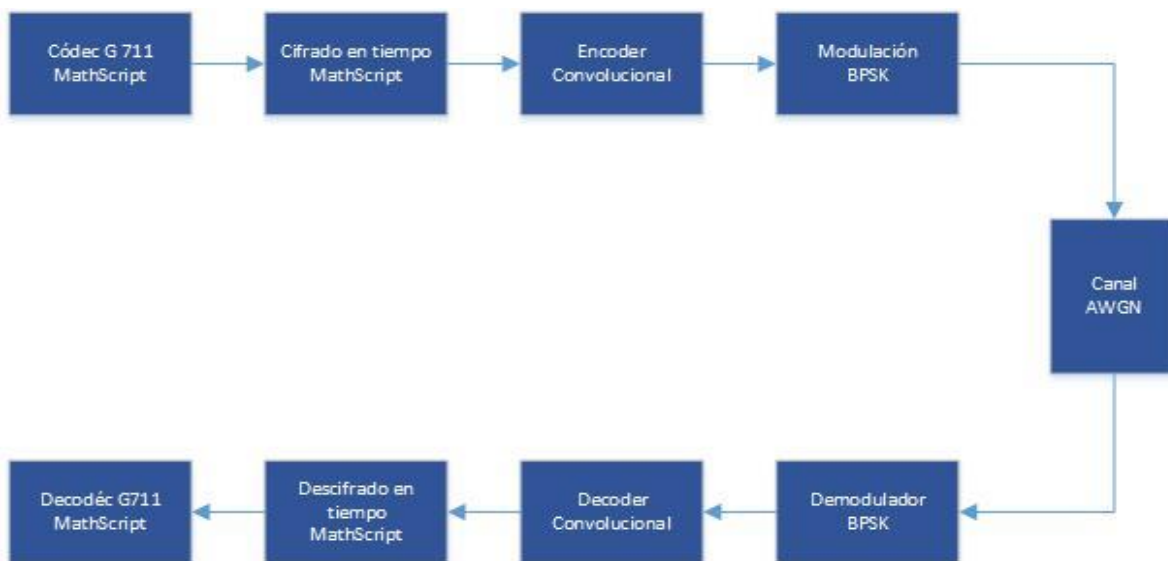 Códec G 711
MathScript
Cifrado en tiempo
MathScript
Encoder
Convolucional
Modulación
BPSK
Canal
AWGN
Decodéc G711
MathScript
Descifrado en
tiempo
MathScript
Decoder
Convolucional
Demodulador
BPSK